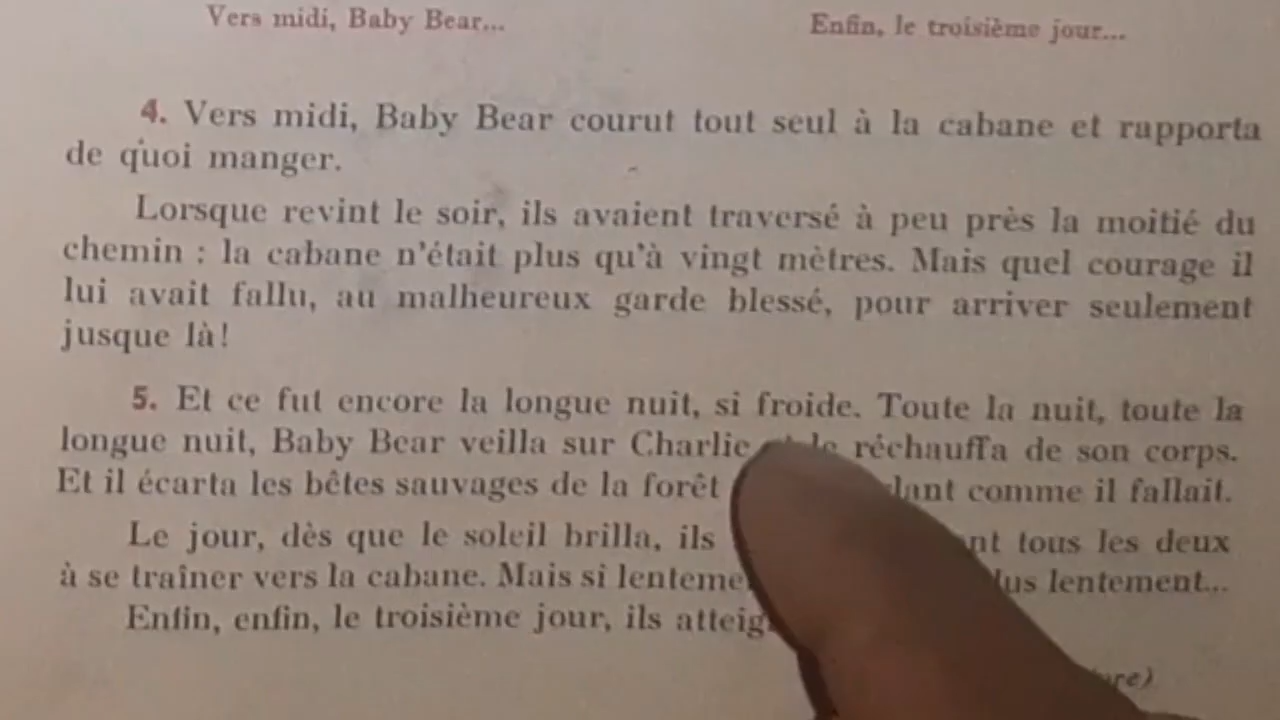 Vers midi, Baby Bear...
Enfin, le troisième jour...
4. Vers midi, Baby Bear courut tout seul à la cabane et rapporta
de quoi manger.
Lorsque revint le soir, ils avaient traversé à peu près la moitié du
chemin : la cabane n'était plus qu'à vingt mètres. Mais quel courage il
lui avait fallu, au malheureux garde blessé, pour arriver seulement
jusque là!
5. Et ce fut encore la longue nuit, si froide. Toute la nuit, toute la
longue nuit, Baby Bear veilla sur Charlie et le réchauffa de son corps.
Et il écarta les bêtes sauvages de la forêt comme il fallait.
Le jour, dès que le soleil brilla, ils tous les deux
à se traîner vers la cabane. Mais si lentement... lentement...
Enfin, enfin, le troisième jour, ils